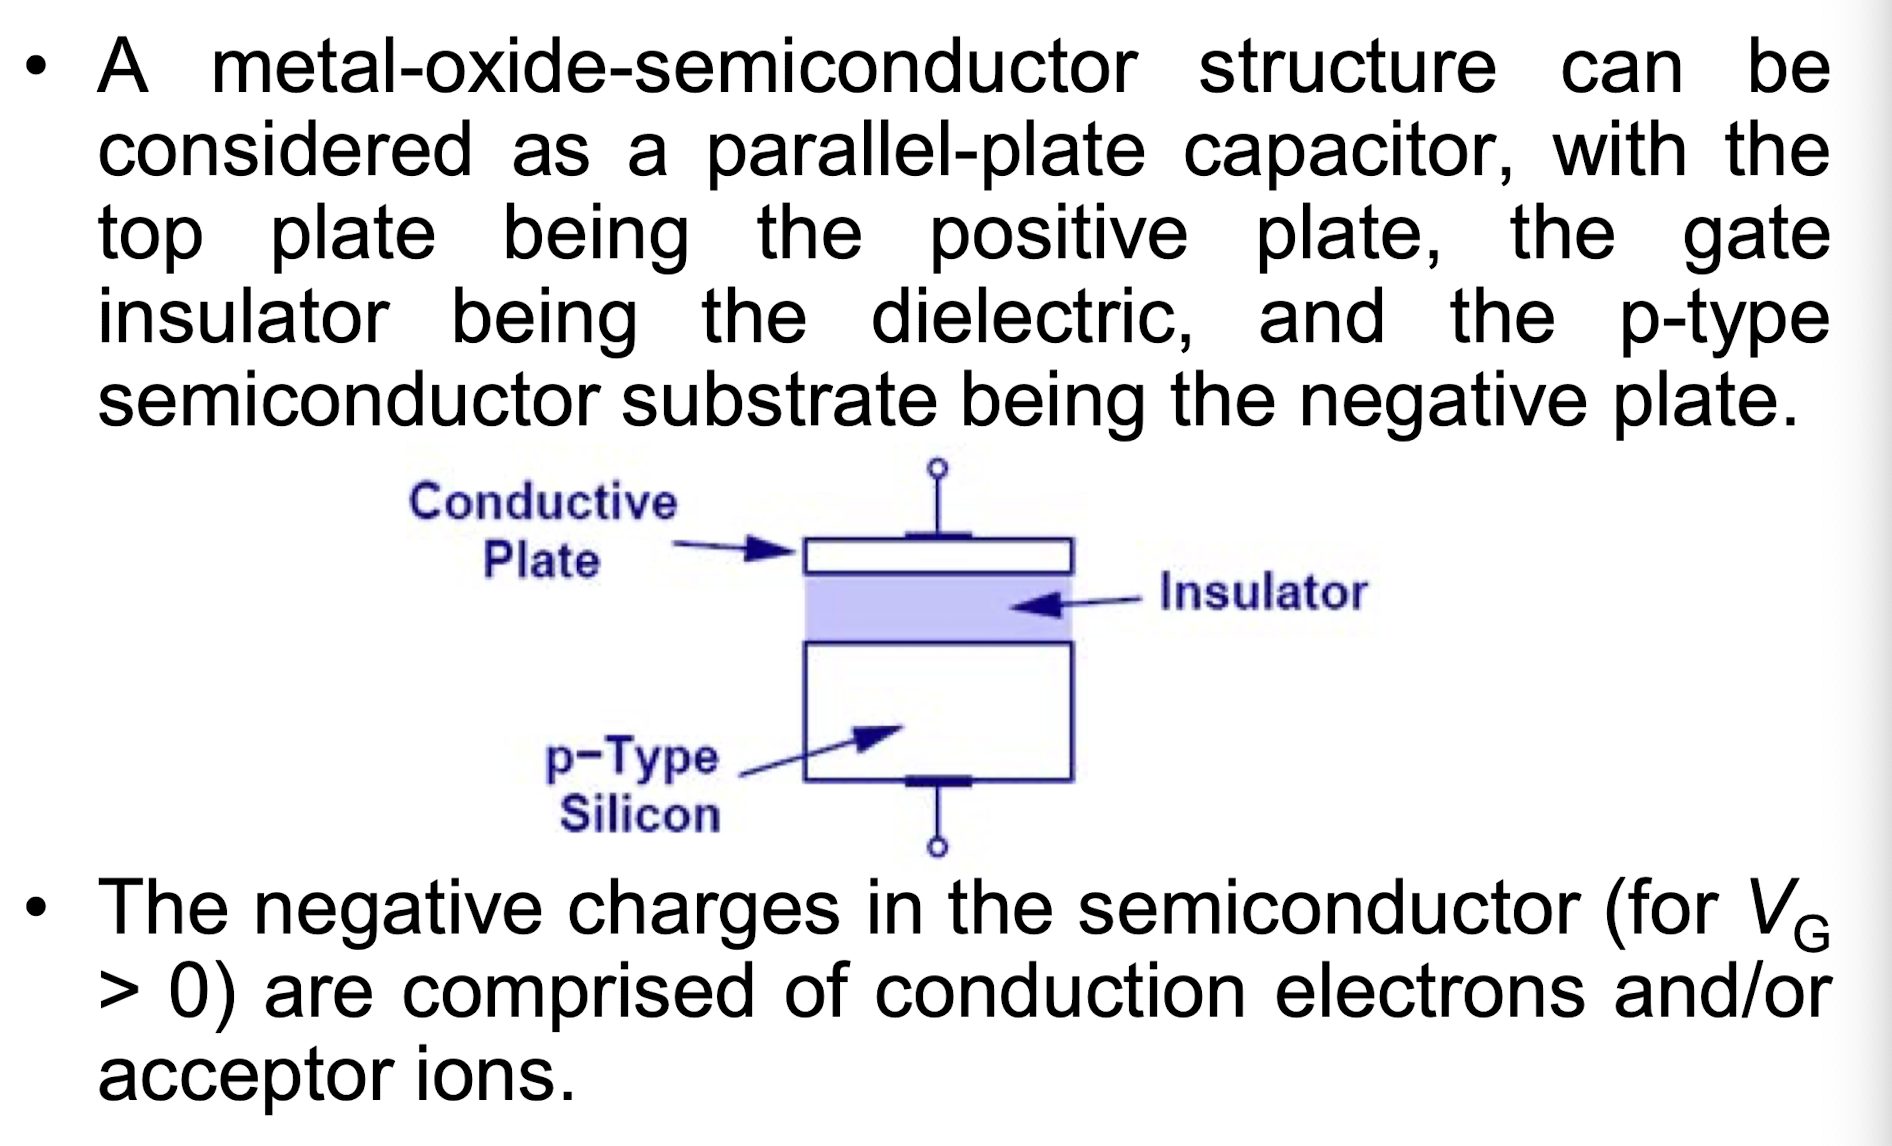 • A metal-oxide-semiconductor structure can be
considered as a parallel-plate capacitor, with the
top plate being the positive plate, the gate
insulator being the dielectric, and the p-type
semiconductor substrate being the negative plate.
Conductive
Plate
Insulator
p-Type
Silicon
• The negative charges in the semiconductor (for VG
> 0) are comprised of conduction electrons and/or
acceptor ions.